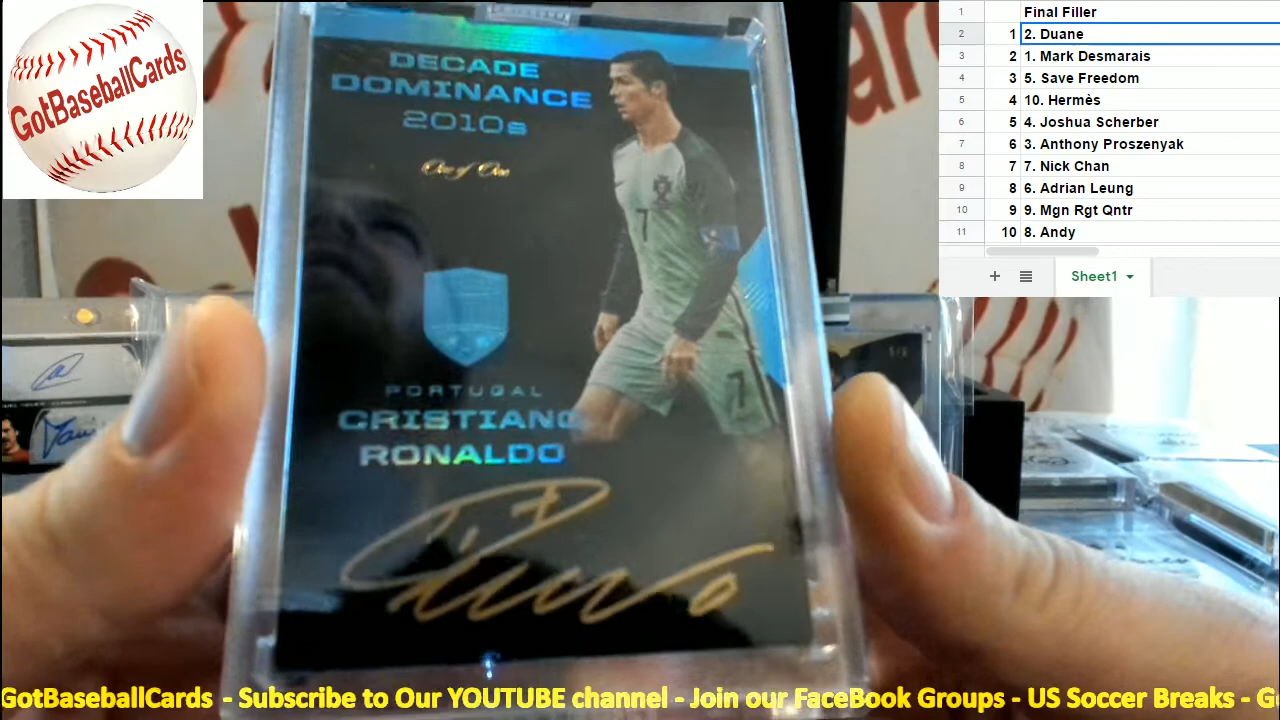 GotBaseballCards
DECADE
DOMINANCE
2010s
One of One
7
7
PORTUGAL
CRISTIANO
RONALDO
1 Final Filler
2 1 2. Duane
3 2 1. Mark Desmarais
4 3 5. Save Freedom
5 4 10. Hermès
6 5 4. Joshua Scherber
7 6 3. Anthony Proszenyak
8 7 7. Nick Chan
9 8 6. Adrian Leung
10 9 9. Mgn Rgt Qntr
11 10 8. Andy
Sheet1
GotBaseballCards - Subscribe to Our YOUTUBE channel - Join our FaceBook Groups - US Soccer Breaks - G